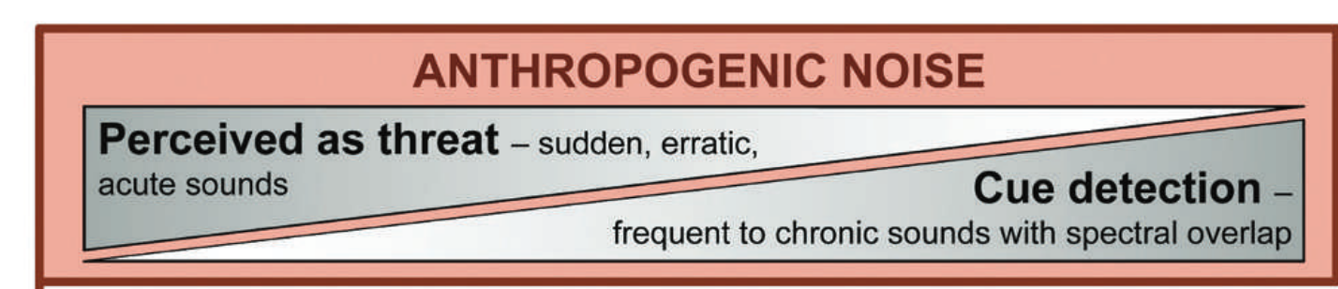 ANTHROPOGENIC NOISE
Perceived as threat – sudden, erratic,
acute sounds
Cue detection –
frequent to chronic sounds with spectral overlap